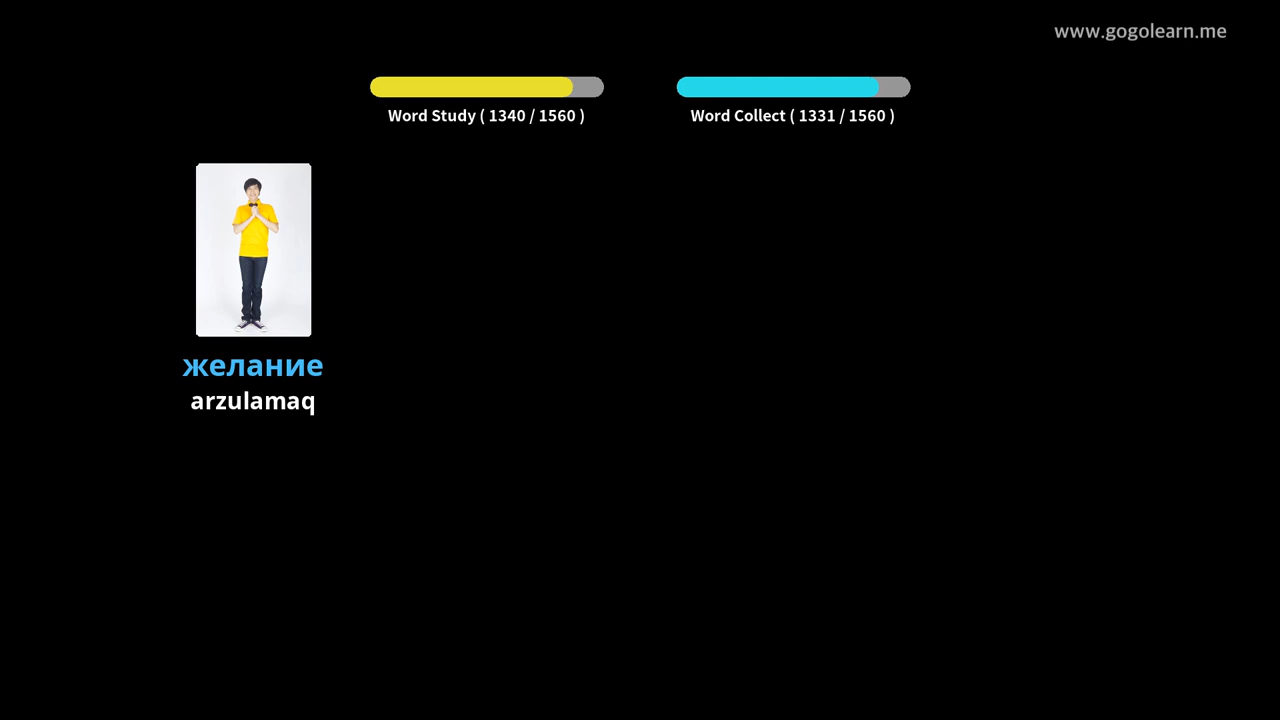 www.gogolearn.me
Word Study ( 1340 / 1560 )
Word Collect ( 1331 / 1560 )
желание
arzulamaq